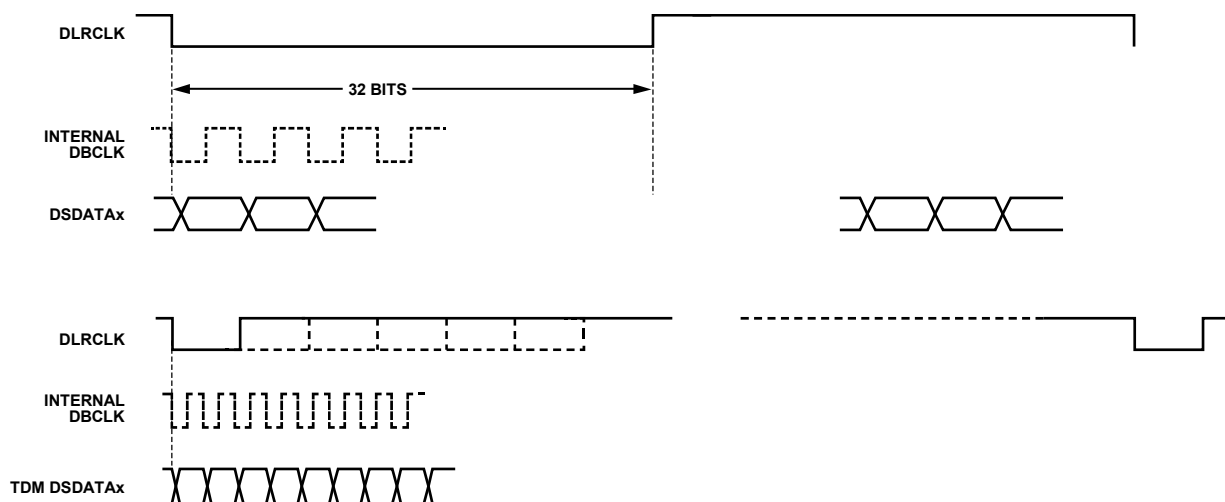 DLRCLK
32 BITS
INTERNAL
DBCLK
DSDATAx
DLRCLK
INTERNAL
DBCLK
TDM DSDATAx